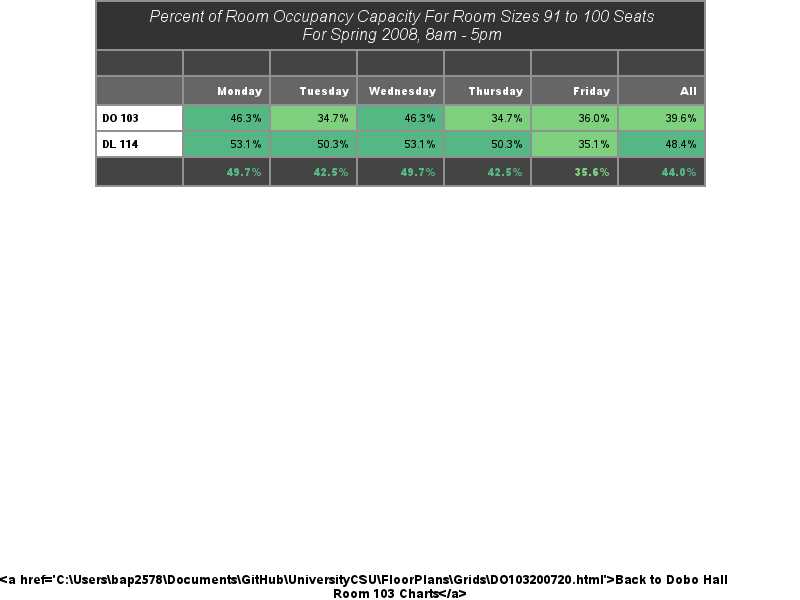 Percent of Room Occupancy Capacity For Room Sizes 91 to 100 Seats
For Spring 2008, 8am - 5pm
Monday Tuesday Wednesday Thursday Friday All
DO 103 46.3% 34.7% 46.3% 34.7% 36.0% 39.6%
DL 114 53.1% 50.3% 53.1% 50.3% 35.1% 48.4%
49.7% 42.5% 49.7% 42.5% 35.6% 44.0%
<a href='C:\Users\bap2578\Documents\GitHub\UniversityCSU\FloorPlans\Grids\DO103200720.html'>Back to Dobo Hall
Room 103 Charts</a>